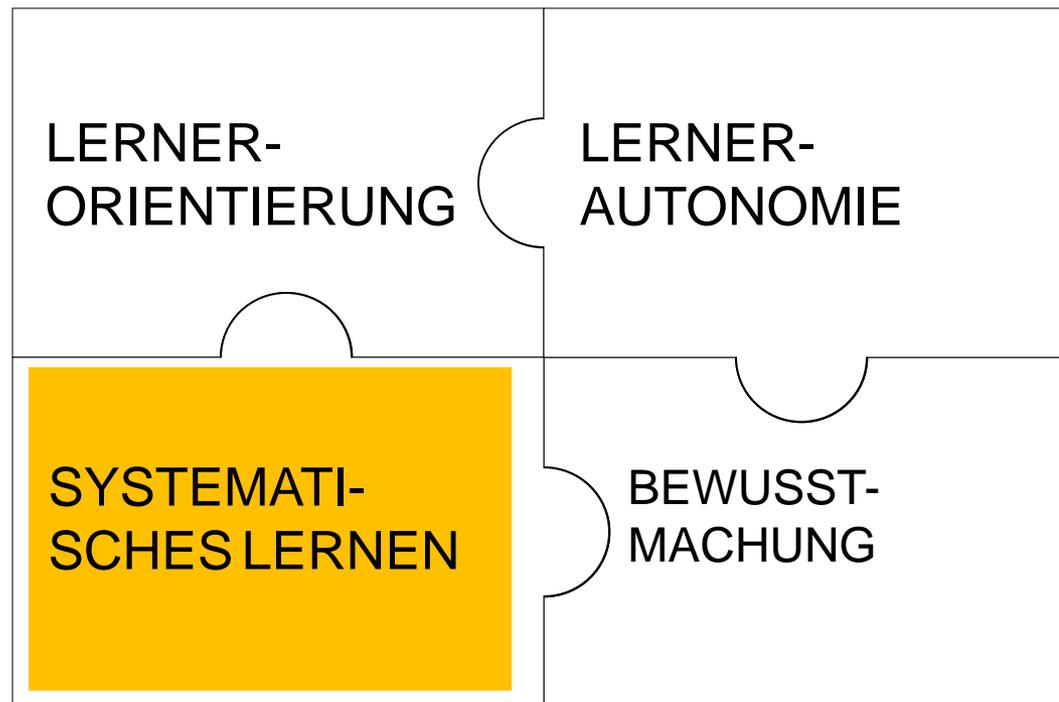 LERNER-
ORIENTIERUNG
LERNER-
AUTONOMIE
SYSTEMATI-
SCHES LERNEN
BEWUSST-
MACHUNG